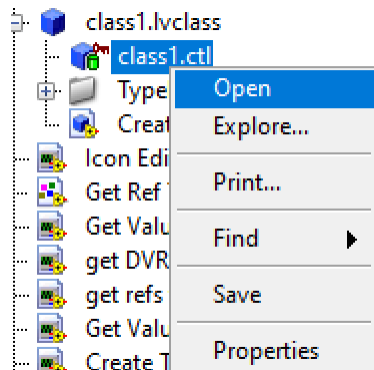 class1.lvclass
class1.ctl
Type
Open
Creat
Explore...
Icon Edi
Print...
Get Ref
Get Valu
Find
get DVR
get refs
Save
Get Valu
Properties
Create T